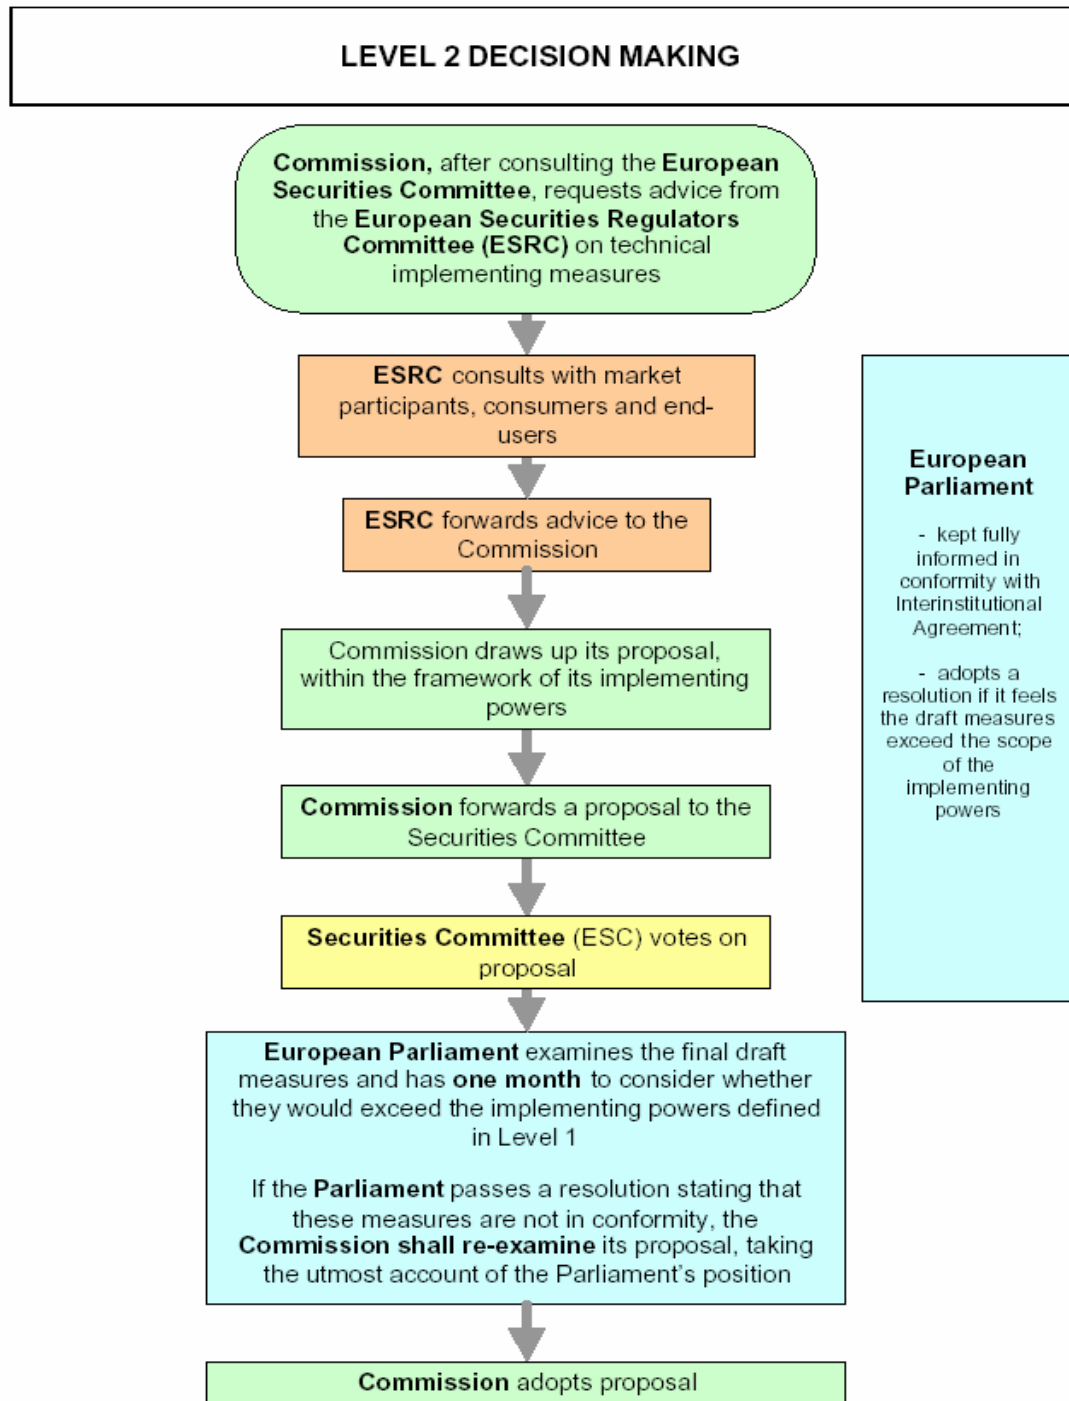 LEVEL 2 DECISION MAKING
Commission, after consulting the European
Securities Committee, requests advice from
the European Securities Regulators
Committee (ESRC) on technical
implementing measures
ESRC consults with market
participants, consumers and end-
users
ESRC forwards advice to the
Commission
Commission draws up its proposal,
within the framework of its implementing
powers
Commission forwards a proposal to the
Securities Committee
Securities Committee (ESC) votes on
proposal
European Parliament examines the final draft
measures and has one month to consider whether
they would exceed the implementing powers defined
in Level 1
If the Parliament passes a resolution stating that
these measures are not in conformity, the
Commission shall re-examine its proposal, taking
the utmost account of the Parliament's position
Commission adopts proposal
European
Parliament
- kept fully
informed in
conformity with
Interinstitutional
Agreement;
- adopts a
resolution if it feels
the draft measures
exceed the scope
of the
implementing
powers